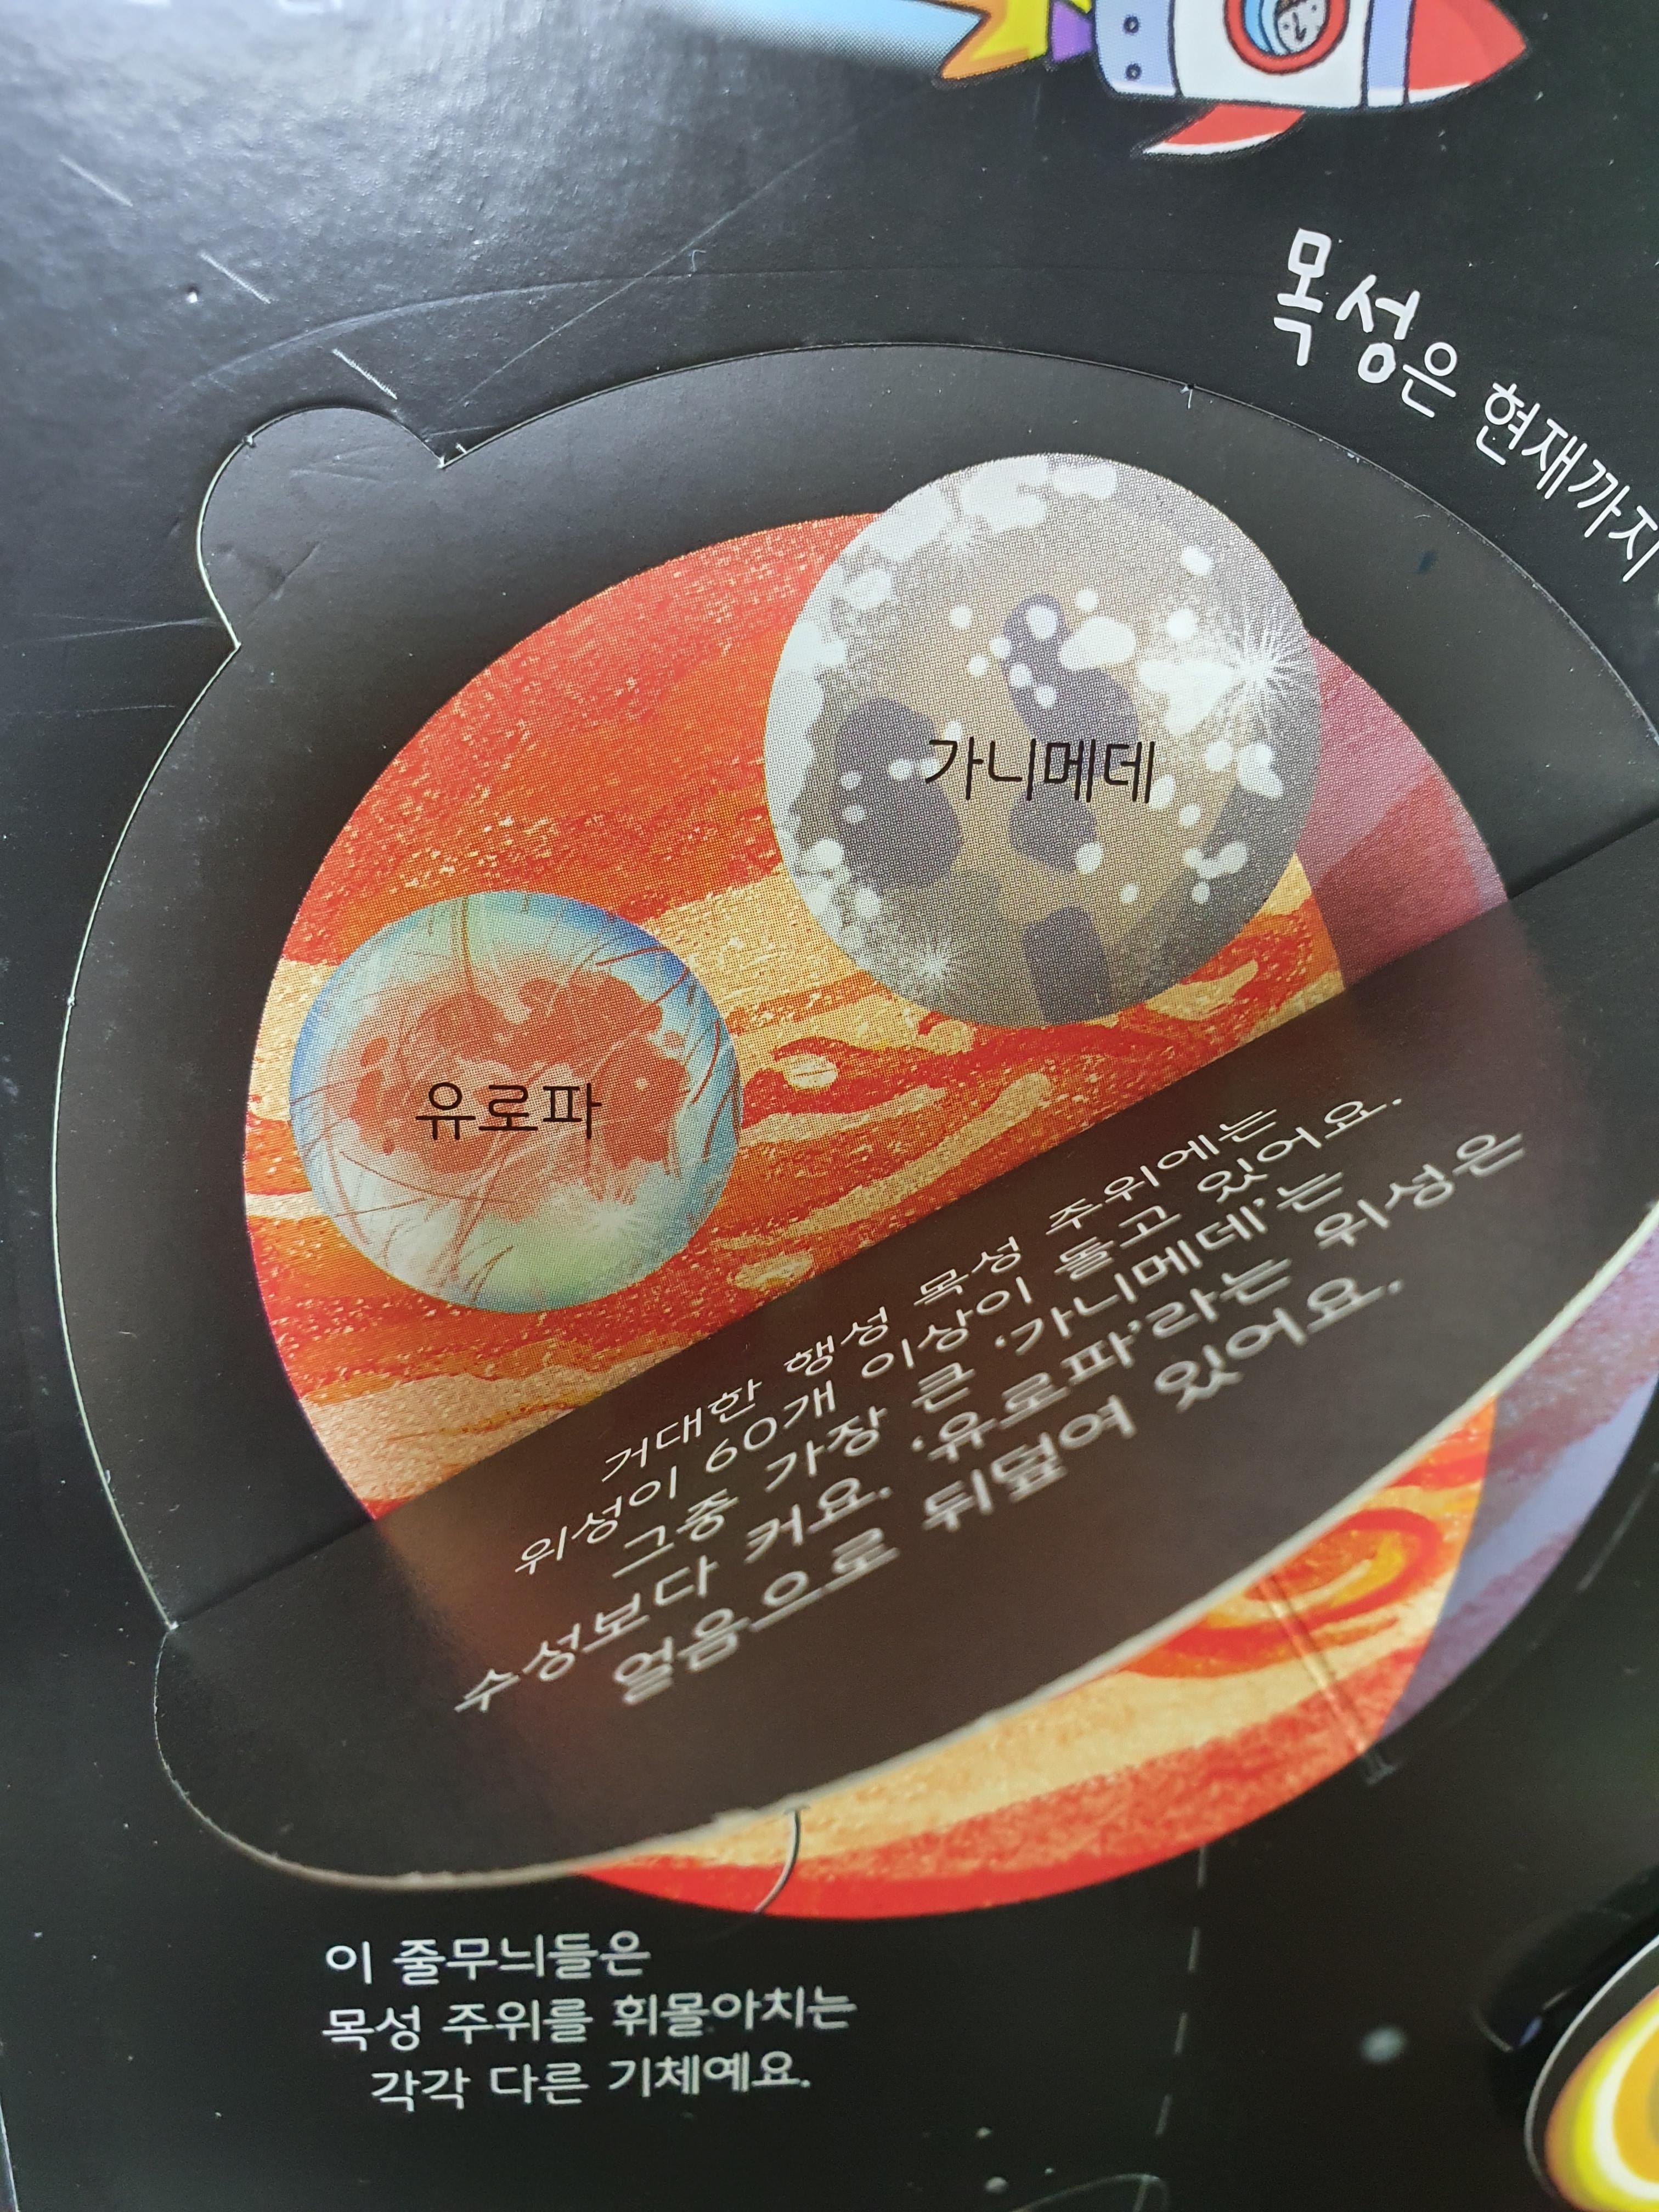 목성은 현재까지
가니메데
유로파
거대한 행성 목성 주위에는
위성이 60개 이상이 돌고 있어요.
그중 가장 큰 '가니메데'는
수성보다 커요. '유로파'라는 위성은
얼음으로 뒤덮여 있어요.
이 줄무늬들은
목성 주위를 휘몰아치는
각각 다른 기체예요.